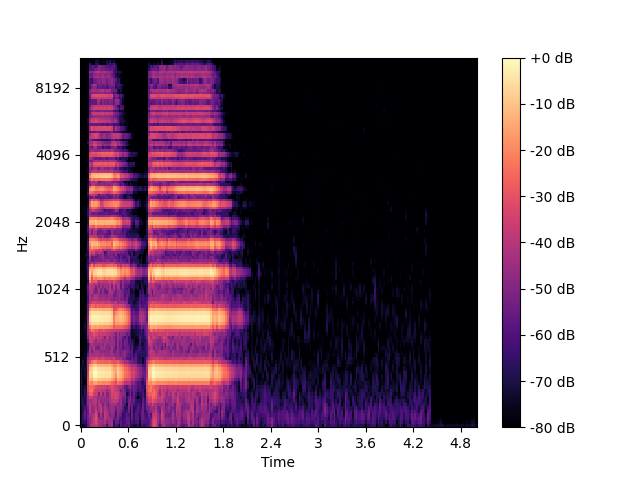 8192
4096
2048
1024
512
0
Hz
0 0.6 1.2 1.8 2.4 3 3.6 4.2 4.8
Time
+0 dB
-10 dB
-20 dB
-30 dB
-40 dB
-50 dB
-60 dB
-70 dB
-80 dB